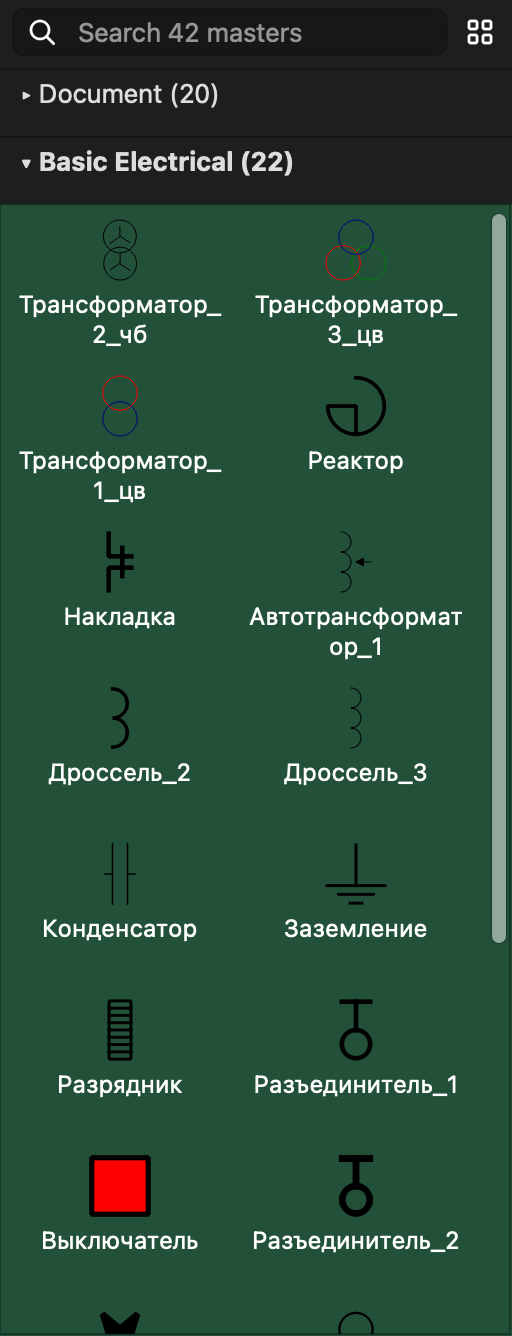 Search 42 masters
Document (20)
Basic Electrical (22)
Трансформатор_
2_чб
Трансформатор_
3_цв
Трансформатор_
1_цв
Реактор
Накладка
Автотрансформат
ор_1
Дроссель_2
Дроссель_3
Конденсатор
Заземление
Разрядник
Разъединитель_1
Выключатель
Разъединитель_2